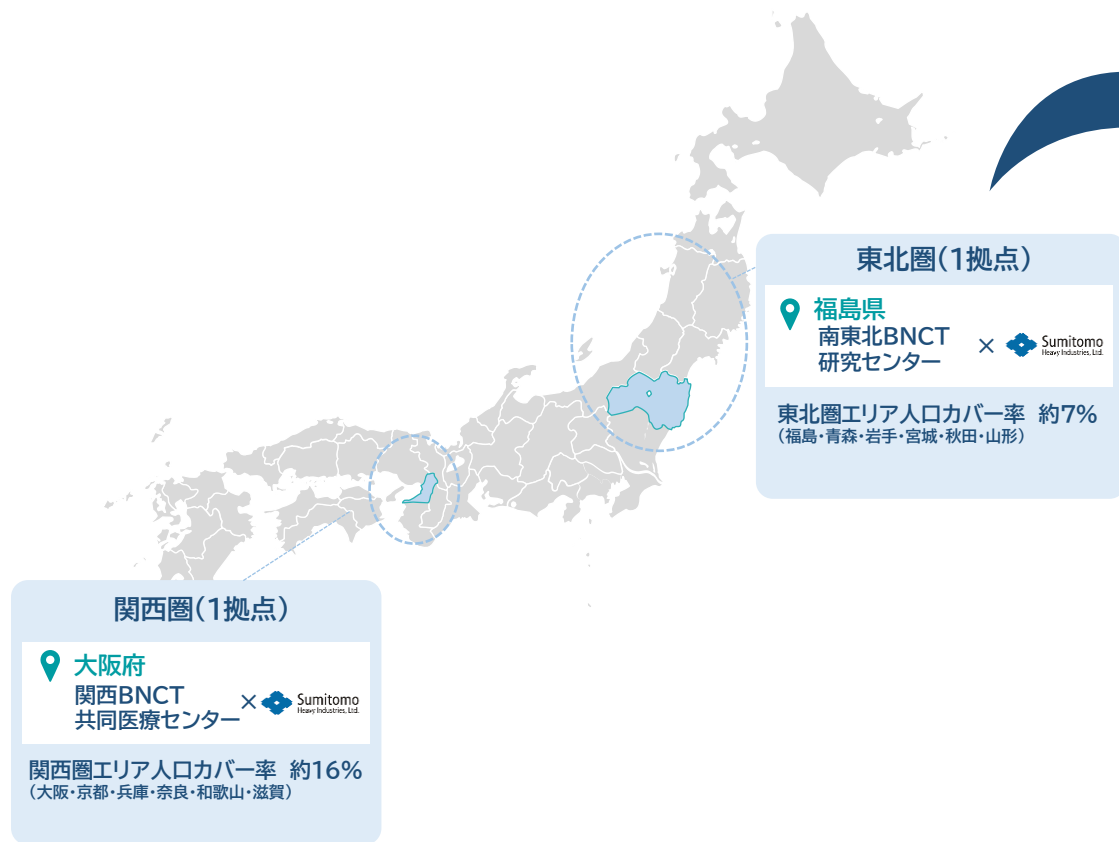 東北圏(1拠点)
福島県
南東北BNCT
研究センター
×
Sumitomo
Heavy Industries, Ltd.
東北圏エリア人口カバー率 約7%
(福島・青森・岩手・宮城・秋田・山形)
関西圏(1拠点)
大阪府
関西BNCT
共同医療センター
×
Sumitomo
Heavy Industries, Ltd.
関西圏エリア人口カバー率 約16%
(大阪・京都・兵庫・奈良・和歌山・滋賀)